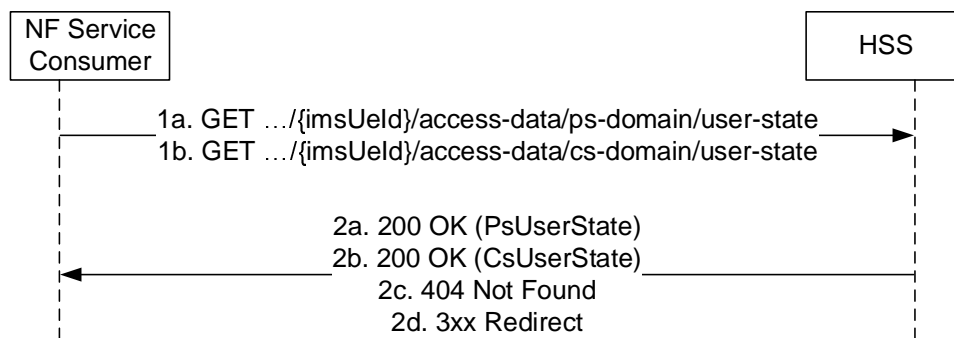 NF Service
Consumer
HSS
1a. GET …/{imsUeId}/access-data/ps-domain/user-state
1b. GET …/{imsUeId}/access-data/cs-domain/user-state
2a. 200 OK (PsUserState)
2b. 200 OK (CsUserState)
2c. 404 Not Found
2d. 3xx Redirect